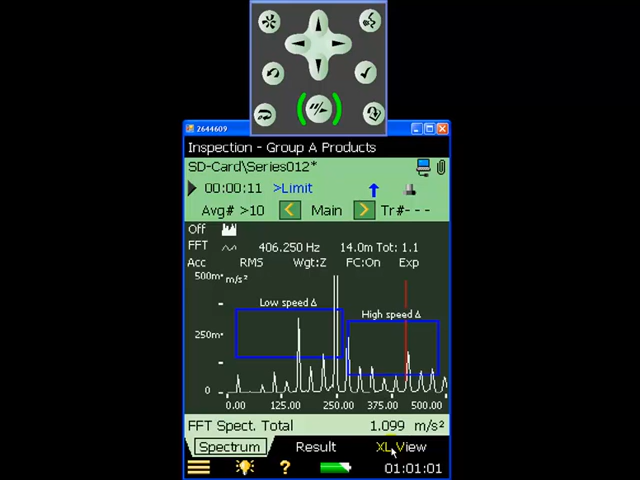 2644609
Inspection - Group A Products
SD-Card\Series012*
00:00:11 >Limit
Avg# >10 < Main > Tr#---
Off
FFT 406.250 Hz 14.0m Tot: 1.1
Acc RMS Wgt:Z FC:On Exp
500m m/s²
Low speed Δ
High speed Δ
250m
0
0.00 125.00 250.00 375.00 500.00
FFT Spect. Total 1.099 m/s²
Spectrum Result XL View
? 01:01:01